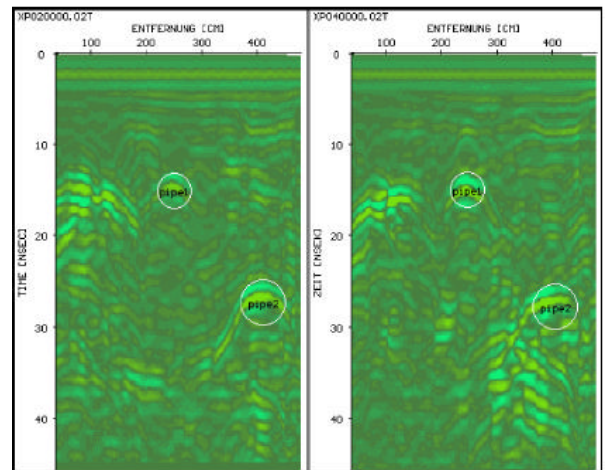 XP020000.02T
ENTFERNUNG [CM]
100 200 300 400
0
10
20
30
40
TIME [NSEC]
pipe1
pipe2
XP040000.02T
ENTFERNUNG [CM]
100 200 300 400
0
10
20
30
40
ZEIT [NSEK]
pipe1
pipe2